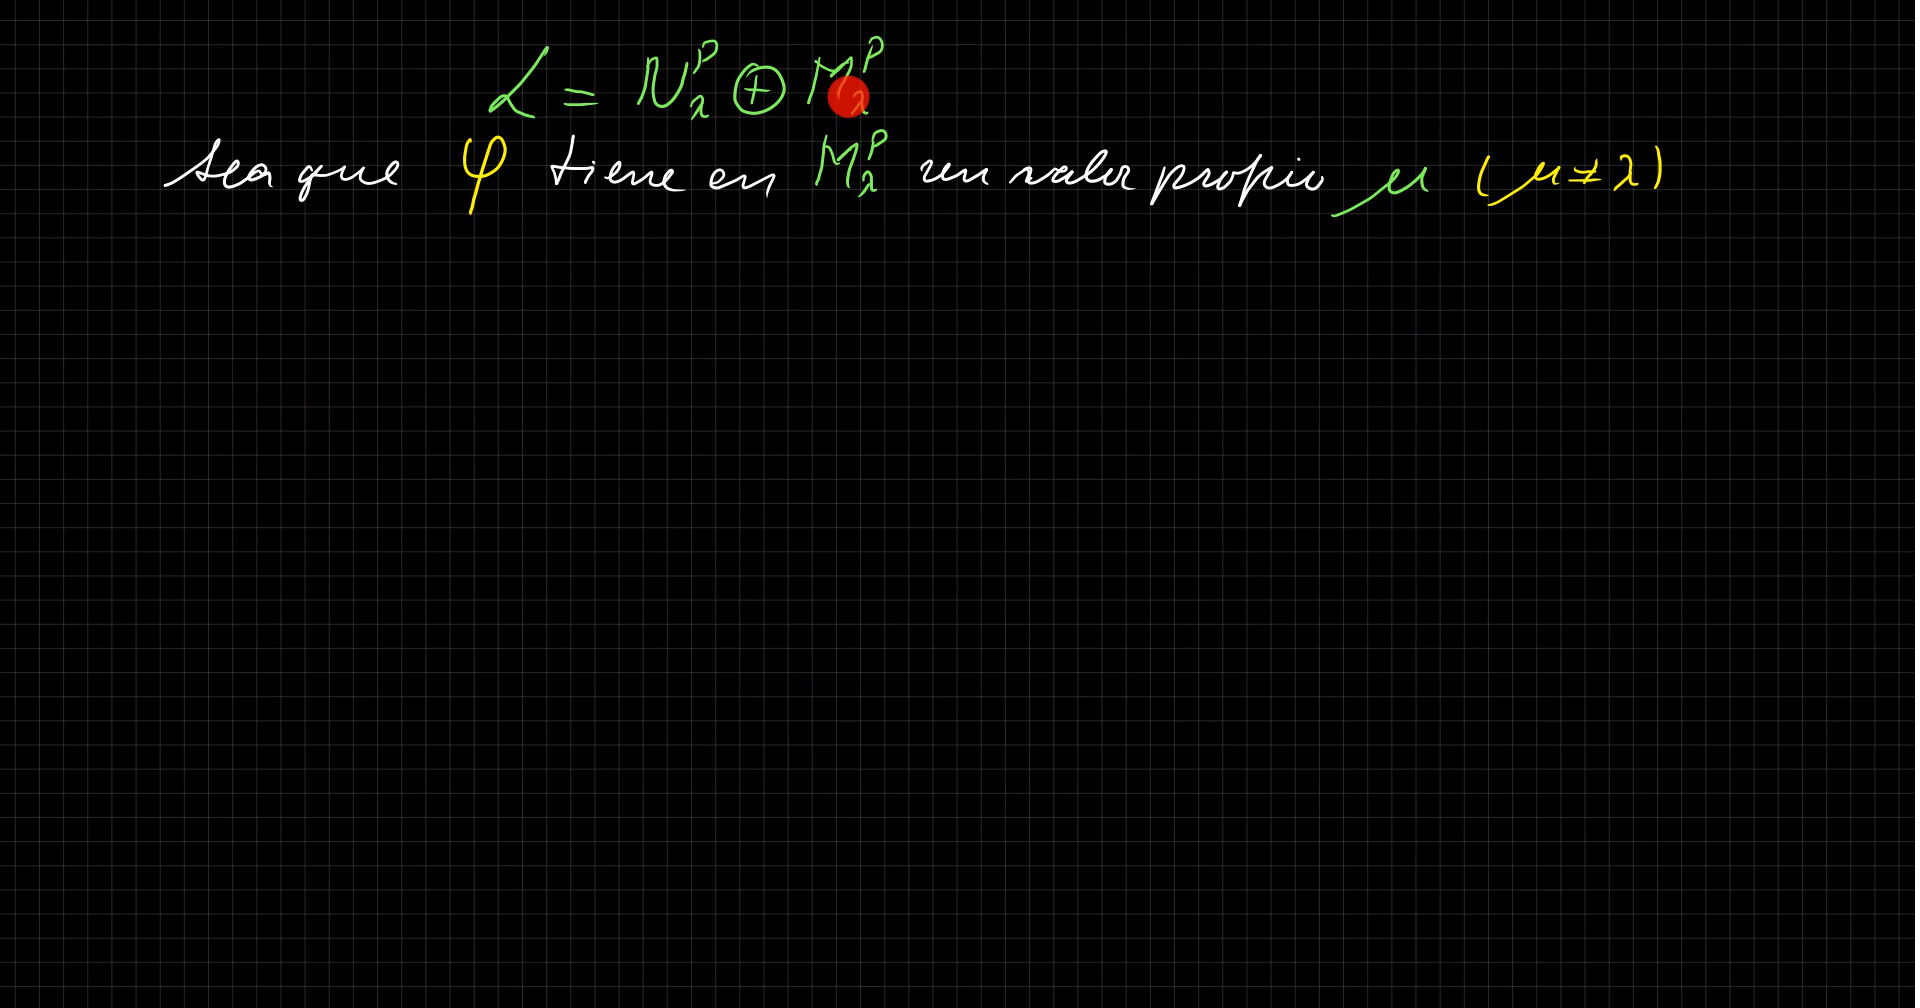 L = N_λ^P ⊕ M_λ^P
sea que φ tiene en M_λ^P un valor propio μ (μ≠λ)